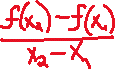 f(x₂) - f(x₁)
x₂ - x₁